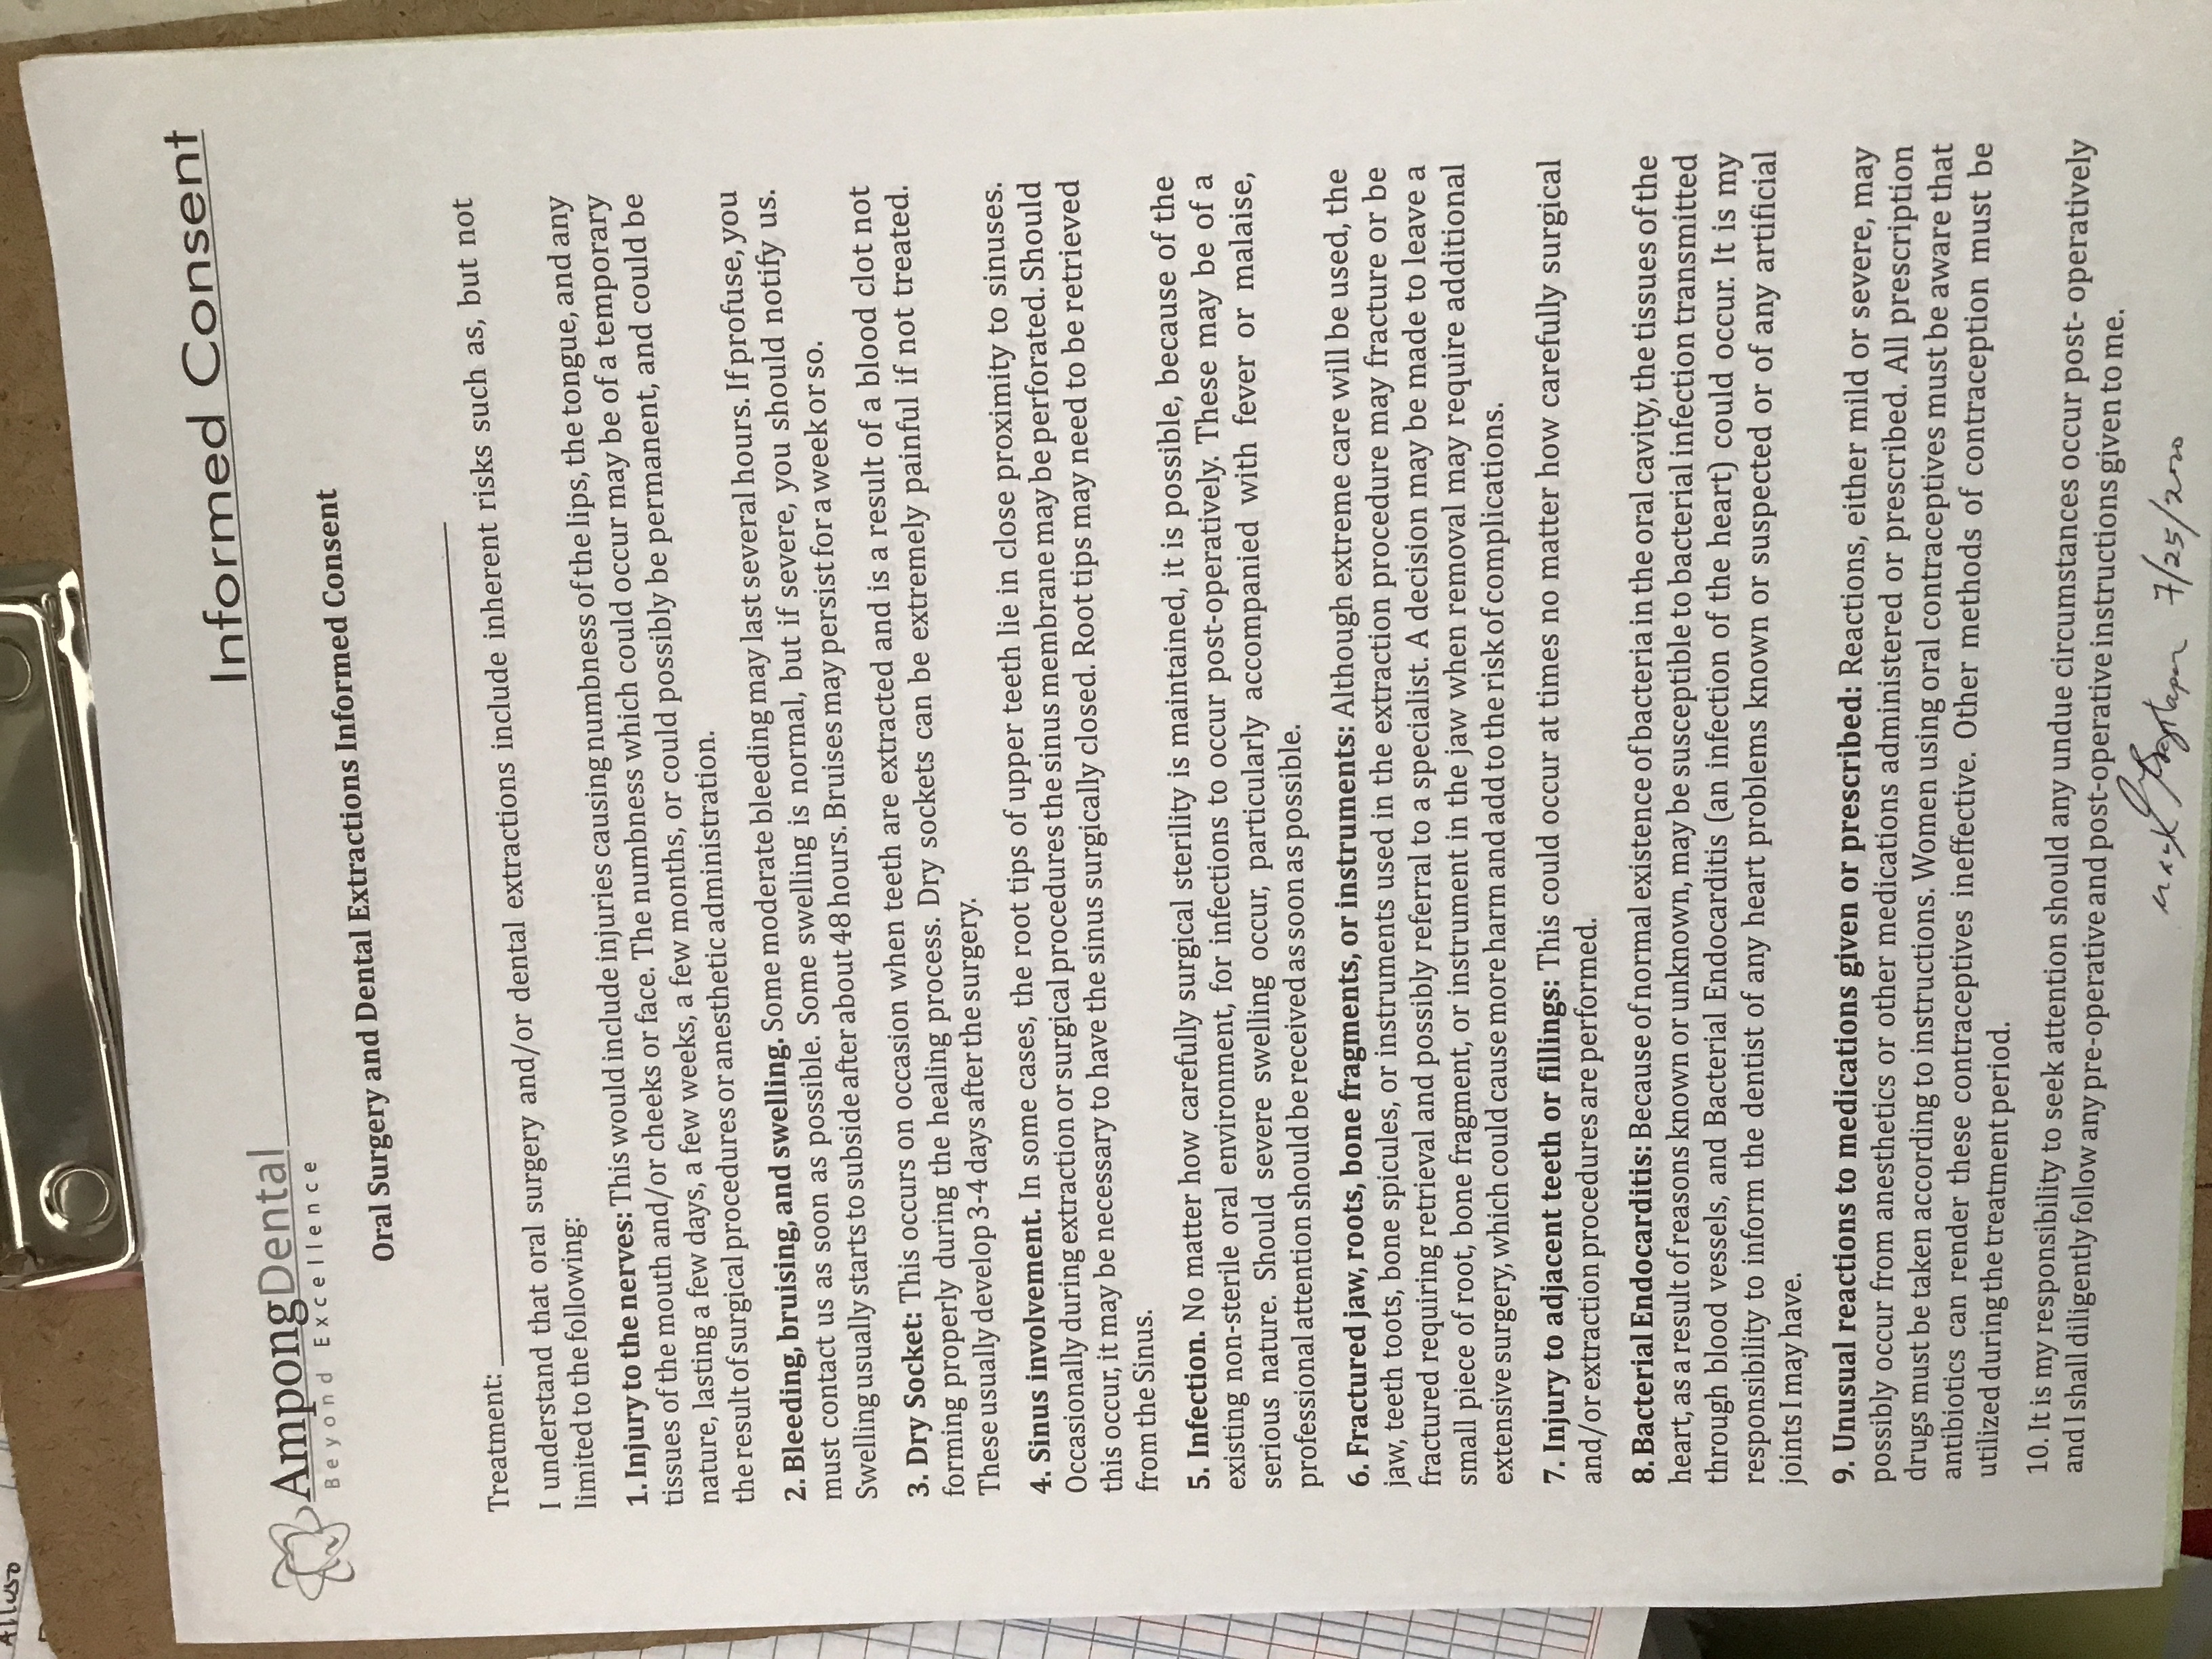 Informed Consent
AmpongDental
Beyond Excellence
Oral Surgery and Dental Extractions Informed Consent
Treatment:
I understand that oral surgery and/or dental extractions include inherent risks such as, but not
limited to the following:
1. Injury to the nerves: This would include injuries causing numbness of the lips, the tongue, and any
tissues of the mouth and/or cheeks or face. The numbness which could occur may be of a temporary
nature, lasting a few days, a few weeks, a few months, or could possibly be permanent, and could be
the result of surgical procedures or anesthetic administration.
2. Bleeding, bruising, and swelling. Some moderate bleeding may last several hours. If profuse, you
must contact us as soon as possible. Some swelling is normal, but if severe, you should notify us.
Swelling usually starts to subside after about 48 hours. Bruises may persist for a week or so.
3. Dry Socket: This occurs on occasion when teeth are extracted and is a result of a blood clot not
forming properly during the healing process. Dry sockets can be extremely painful if not treated.
These usually develop 3-4 days after the surgery.
4. Sinus involvement. In some cases, the root tips of upper teeth lie in close proximity to sinuses.
Occasionally during extraction or surgical procedures the sinus membrane may be perforated. Should
this occur, it may be necessary to have the sinus surgically closed. Root tips may need to be retrieved
from the Sinus.
5. Infection. No matter how carefully surgical sterility is maintained, it is possible, because of the
existing non-sterile oral environment, for infections to occur post-operatively. These may be of a
serious nature. Should severe swelling occur, particularly accompanied with fever or malaise,
professional attention should be received as soon as possible.
6. Fractured jaw, roots, bone fragments, or instruments: Although extreme care will be used, the
jaw, teeth toots, bone spicules, or instruments used in the extraction procedure may fracture or be
fractured requiring retrieval and possibly referral to a specialist. A decision may be made to leave a
small piece of root, bone fragment, or instrument in the jaw when removal may require additional
extensive surgery, which could cause more harm and add to the risk of complications.
7. Injury to adjacent teeth or fillings: This could occur at times no matter how carefully surgical
and/or extraction procedures are performed.
8. Bacterial Endocarditis: Because of normal existence of bacteria in the oral cavity, the tissues of the
heart, as a result of reasons known or unknown, may be susceptible to bacterial infection transmitted
through blood vessels, and Bacterial Endocarditis (an infection of the heart) could occur. It is my
responsibility to inform the dentist of any heart problems known or suspected or of any artificial
joints I may have.
9. Unusual reactions to medications given or prescribed: Reactions, either mild or severe, may
possibly occur from anesthetics or other medications administered or prescribed. All prescription
drugs must be taken according to instructions. Women using oral contraceptives must be aware that
antibiotics can render these contraceptives ineffective. Other methods of contraception must be
utilized during the treatment period.
10. It is my responsibility to seek attention should any undue circumstances occur post- operatively
and I shall diligently follow any pre-operative and post-operative instructions given to me.
7/25/2020